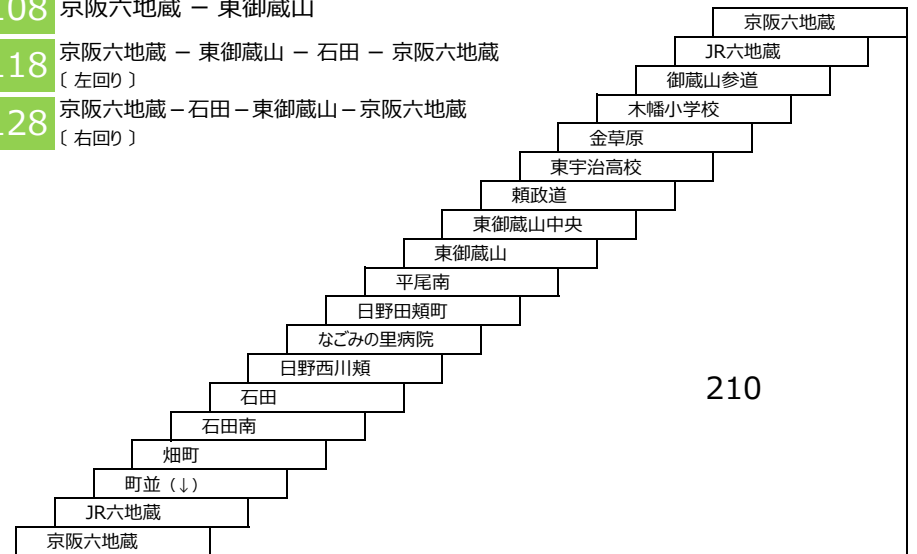 108 京阪六地蔵 － 東御蔵山
118 京阪六地蔵 － 東御蔵山 － 石田 － 京阪六地蔵
〔 左回り 〕
128 京阪六地蔵－石田－東御蔵山－京阪六地蔵
〔 右回り 〕
京阪六地蔵
JR六地蔵
御蔵山参道
木幡小学校
金草原
東宇治高校
頼政道
東御蔵山中央
東御蔵山
平尾南
日野田頬町
なごみの里病院
日野西川頬
石田
石田南
畑町
町並（↓）
JR六地蔵
京阪六地蔵
210